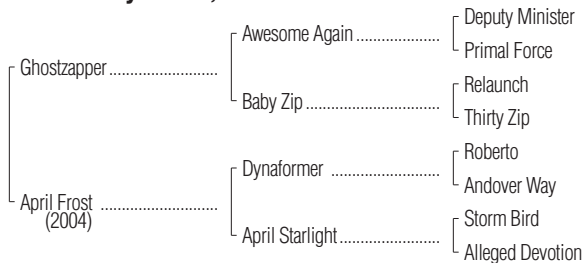 Deputy Minister
Awesome Again ....................
Primal Force
Ghostzapper..........................
Relaunch
Baby Zip.............................
Thirty Zip
Roberto
Dynaformer .........................
Andover Way
April Frost ............................
(2004)
Storm Bird
April Starlight.......................
Alleged Devotion